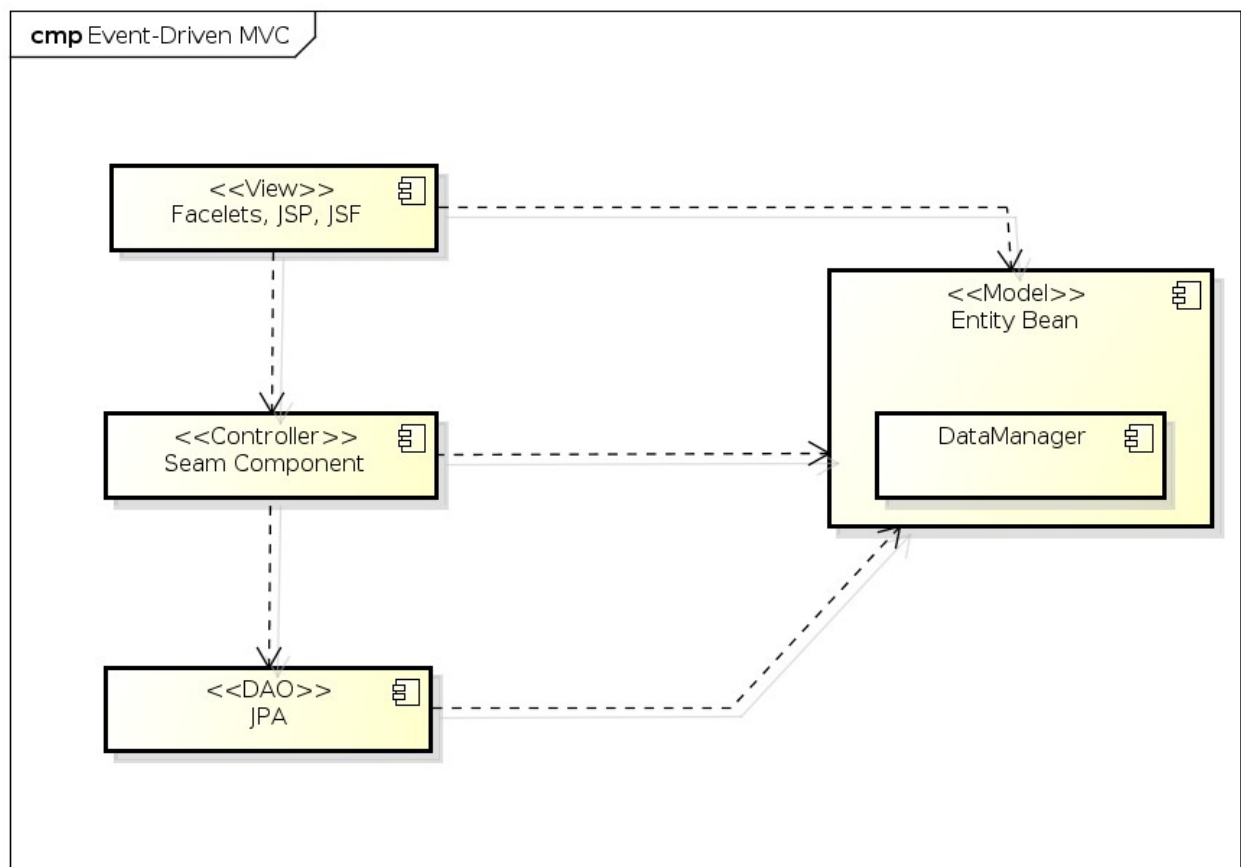 cmp Event-Driven MVC
<<View>>
Facelets, JSP, JSF
<<Model>>
Entity Bean
<<Controller>>
Seam Component
DataManager
<<DAO>>
JPA